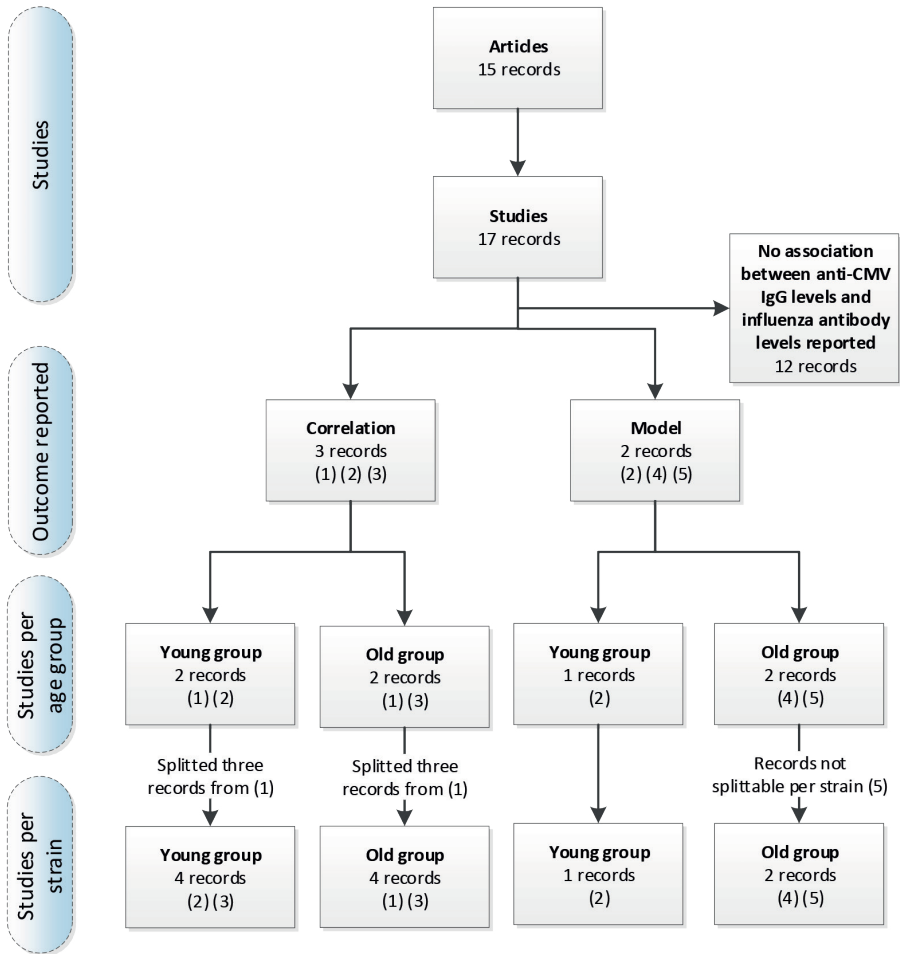 Studies
Articles
15 records
Studies
17 records
No association
between anti-CMV
IgG levels and
influenza antibody
levels reported
12 records
Outcome reported
Correlation
3 records
(1) (2) (3)
Model
2 records
(2) (4) (5)
Studies per
age group
Young group
2 records
(1) (2)
Old group
2 records
(1) (3)
Young group
1 records
(2)
Old group
2 records
(4) (5)
Splitted three
records from (1)
Splitted three
records from (1)
Records not
splittable per strain (5)
Studies per
strain
Young group
4 records
(2) (3)
Old group
4 records
(1) (3)
Young group
1 records
(2)
Old group
2 records
(4) (5)